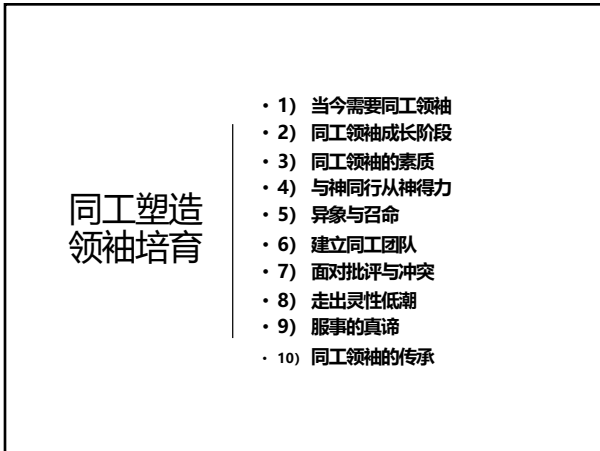 同工塑造
领袖培育
• 1) 当今需要同工领袖
• 2) 同工领袖成长阶段
• 3) 同工领袖的素质
• 4) 与神同行从神得力
• 5) 异象与召命
• 6) 建立同工团队
• 7) 面对批评与冲突
• 8) 走出灵性低潮
• 9) 服事的真谛
• 10) 同工领袖的传承